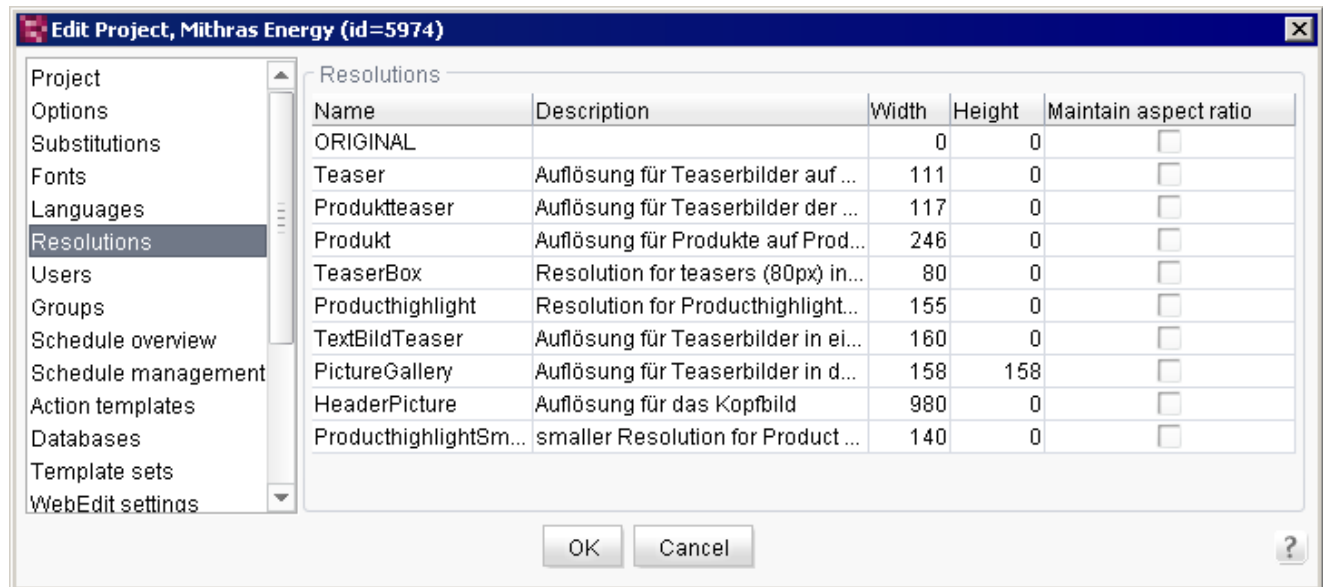 Edit Project, Mithras Energy (id=5974)
Project
Options
Substitutions
Fonts
Languages
Resolutions
Users
Groups
Schedule overview
Schedule management
Action templates
Databases
Template sets
WebEdit settings
Resolutions
Name Description Width Height Maintain aspect ratio
ORIGINAL 0 0
Teaser Auflösung für Teaserbilder auf ... 111 0
Produktteaser Auflösung für Teaserbilder der ... 117 0
Produkt Auflösung für Produkte auf Prod... 246 0
TeaserBox Resolution for teasers (80px) in... 80 0
Producthighlight Resolution for Producthighlight... 155 0
TextBildTeaser Auflösung für Teaserbilder in ei... 160 0
PictureGallery Auflösung für Teaserbilder in d... 158 158
HeaderPicture Auflösung für das Kopfbild 980 0
ProducthighlightSm... smaller Resolution for Product ... 140 0
OK Cancel ?